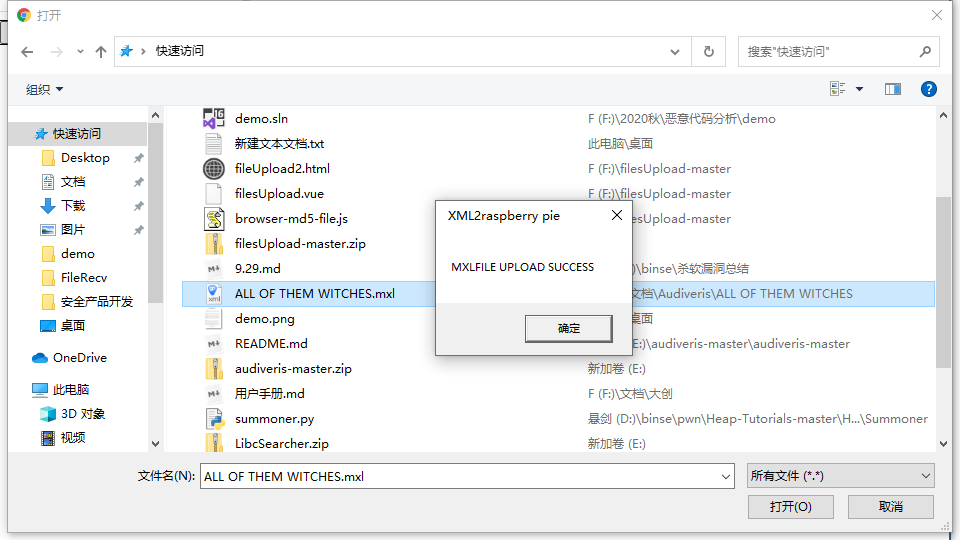 打开
快速访问
搜索"快速访问"
组织
快速访问
Desktop
文档
下载
图片
demo
FileRecv
安全产品开发
桌面
OneDrive
此电脑
3D 对象
视频
demo.sln F (F:)\2020秋\恶意代码分析\demo
新建文本文档.txt 此电脑\桌面
fileUpload2.html F (F:)\filesUpload-master
filesUpload.vue F (F:)\filesUpload-master
browser-md5-file.js \filesUpload-master
filesUpload-master.zip
9.29.md )\binse\杀软漏洞总结
ALL OF THEM WITCHES.mxl 文档\Audiveris\ALL OF THEM WITCHES
demo.png 桌面
README.md E:)\audiveris-master\audiveris-master
audiveris-master.zip 新加卷 (E:)
用户手册.md F (F:)\文档\大创
summoner.py 悬剑 (D:)\binse\pwn\Heap-Tutorials-master\H...\Summoner
LibcSearcher.zip 新加卷 (E:)
XML2raspberry pie
MXLFILE UPLOAD SUCCESS
确定
文件名(N): ALL OF THEM WITCHES.mxl
所有文件 (*.*)
打开(O)
取消